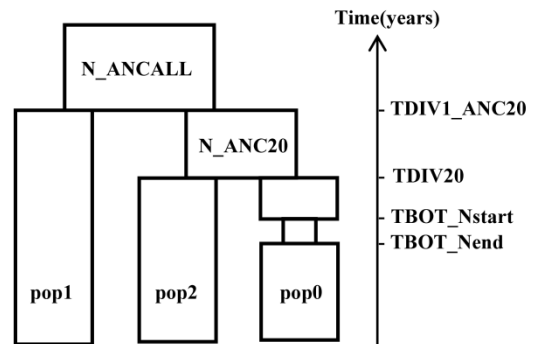 Time(years)
N_ANCALL
TDIV1_ANC20
N_ANC20
TDIV20
TBOT_Nstart
TBOT_Nend
pop1
pop2
pop0